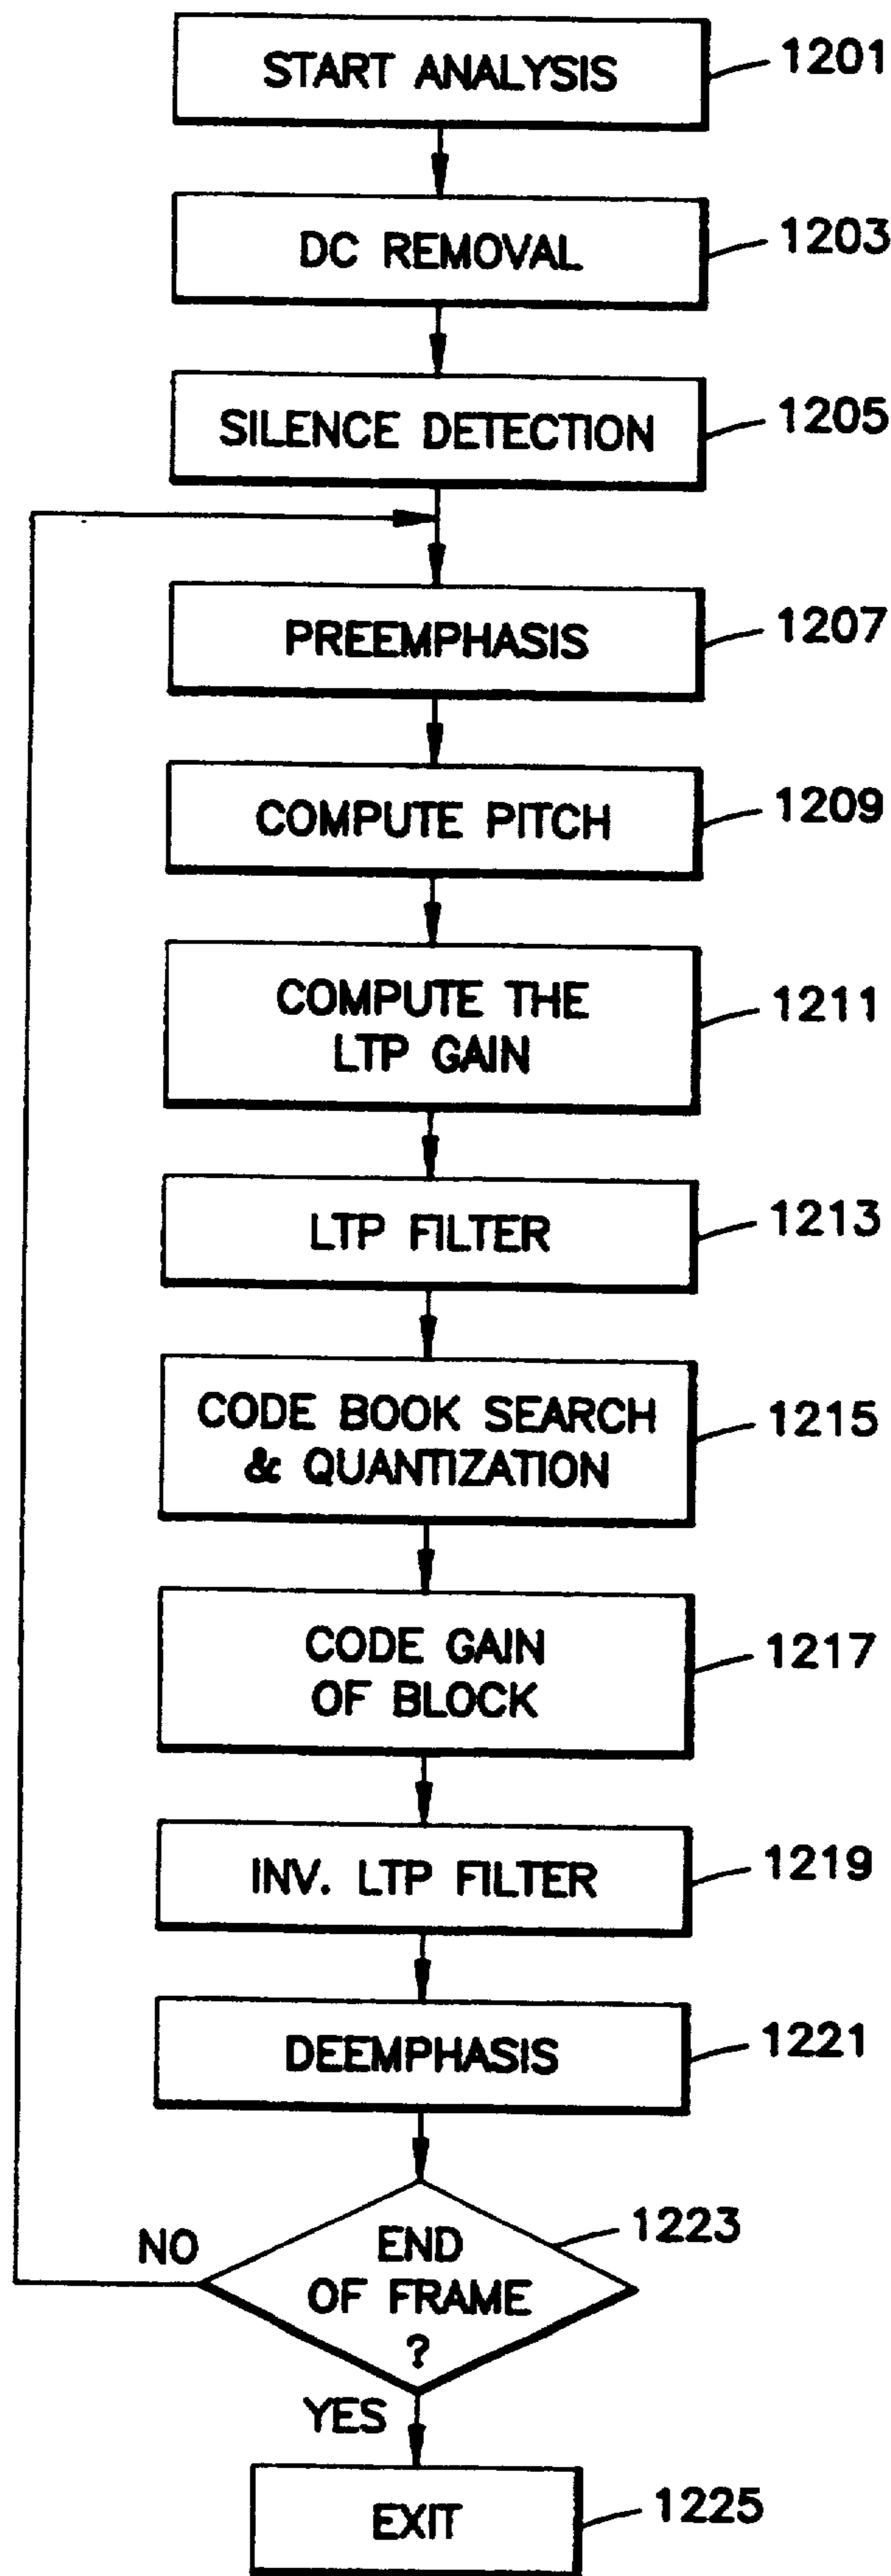 START ANALYSIS
1201
DC REMOVAL
1203
SILENCE DETECTION
1205
PREEMPHASIS
1207
COMPUTE PITCH
1209
COMPUTE THE
LTP GAIN
1211
LTP FILTER
1213
CODE BOOK SEARCH
& QUANTIZATION
1215
CODE GAIN
OF BLOCK
1217
INV. LTP FILTER
1219
DEEMPHASIS
1221
END
OF FRAME
?
1223
NO
YES
EXIT
1225